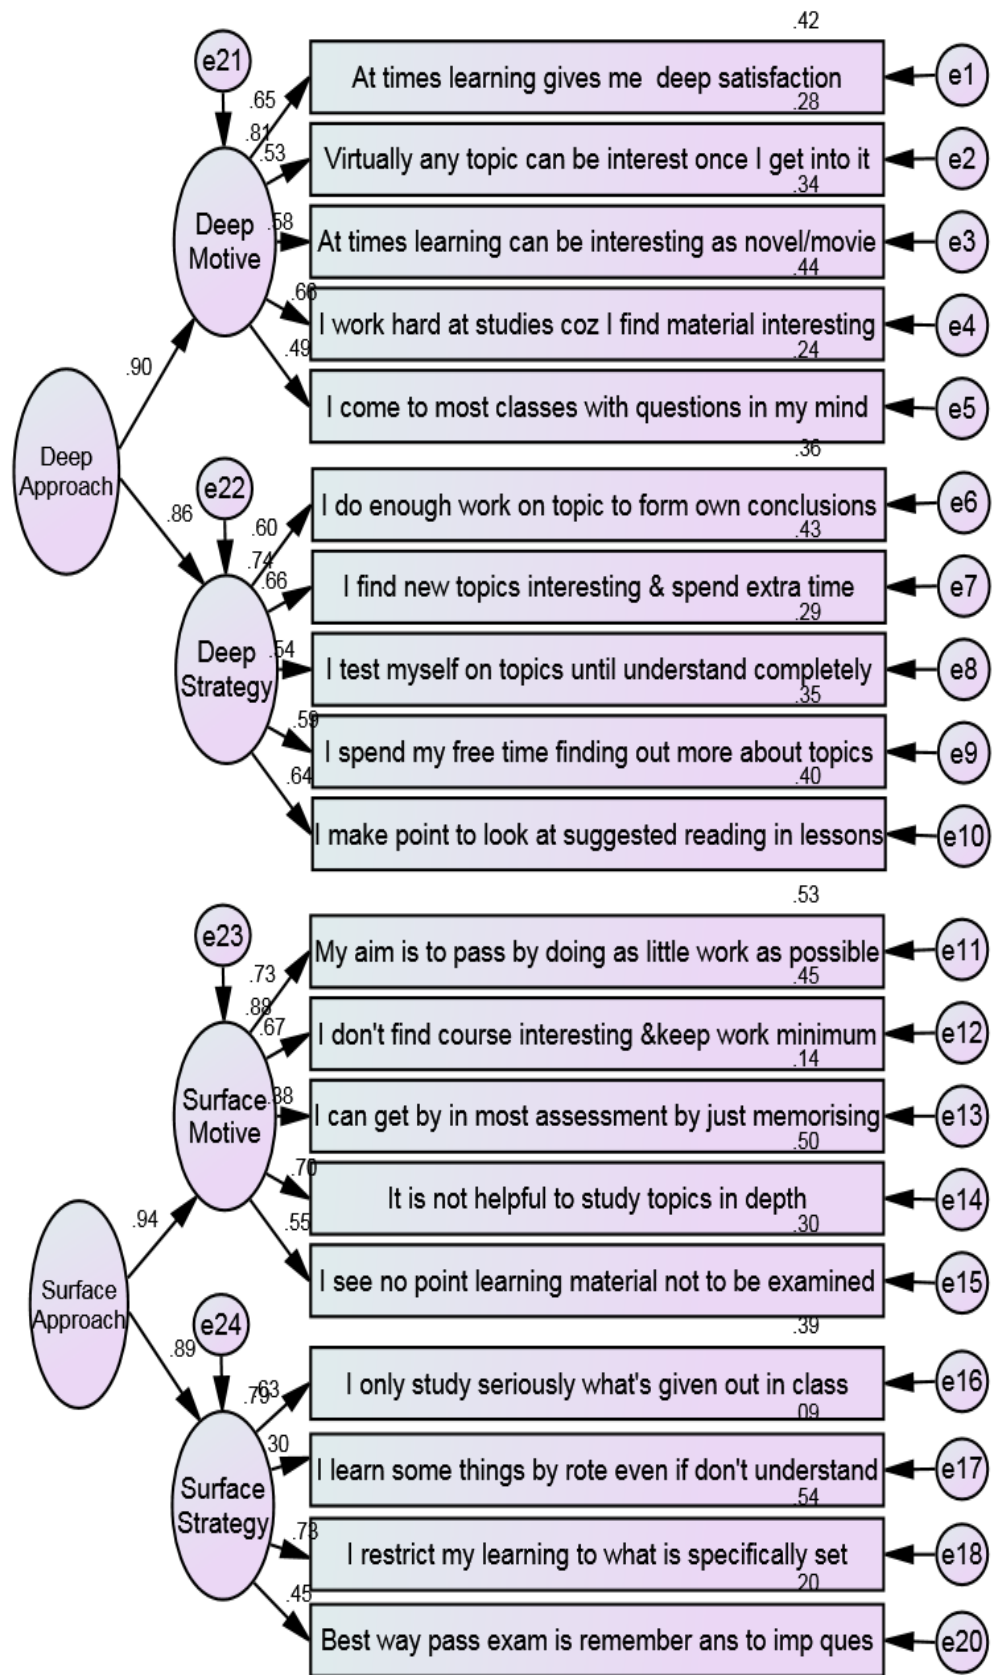 .42
e21
At times learning gives me  deep satisfaction
e1
.65
.28
.81
.53
Virtually any topic can be interest once I get into it
e2
.34
Deep
Motive
.58
At times learning can be interesting as novel/movie
e3
.44
.66
I work hard at studies coz I find material interesting
e4
.49
.24
.90
I come to most classes with questions in my mind
e5
.36
Deep
Approach
e22
.86
.60
I do enough work on topic to form own conclusions
e6
.43
.74
.66
I find new topics interesting & spend extra time
e7
.29
Deep
Strategy
.54
I test myself on topics until understand completely
e8
.35
.59
I spend my free time finding out more about topics
e9
.64
.40
I make point to look at suggested reading in lessons
e10
.53
e23
My aim is to pass by doing as little work as possible
e11
.73
.45
.88
.67
I don't find course interesting &keep work minimum
e12
.14
Surface
Motive
.38
I can get by in most assessment by just memorising
e13
.50
.70
It is not helpful to study topics in depth
e14
.55
.30
.94
I see no point learning material not to be examined
e15
.39
Surface
Approach
e24
.89
.63
.79
I only study seriously what's given out in class
e16
.09
.30
I learn some things by rote even if don't understand
e17
.54
Surface
Strategy
.73
I restrict my learning to what is specifically set
e18
.20
.45
Best way pass exam is remember ans to imp ques
e20